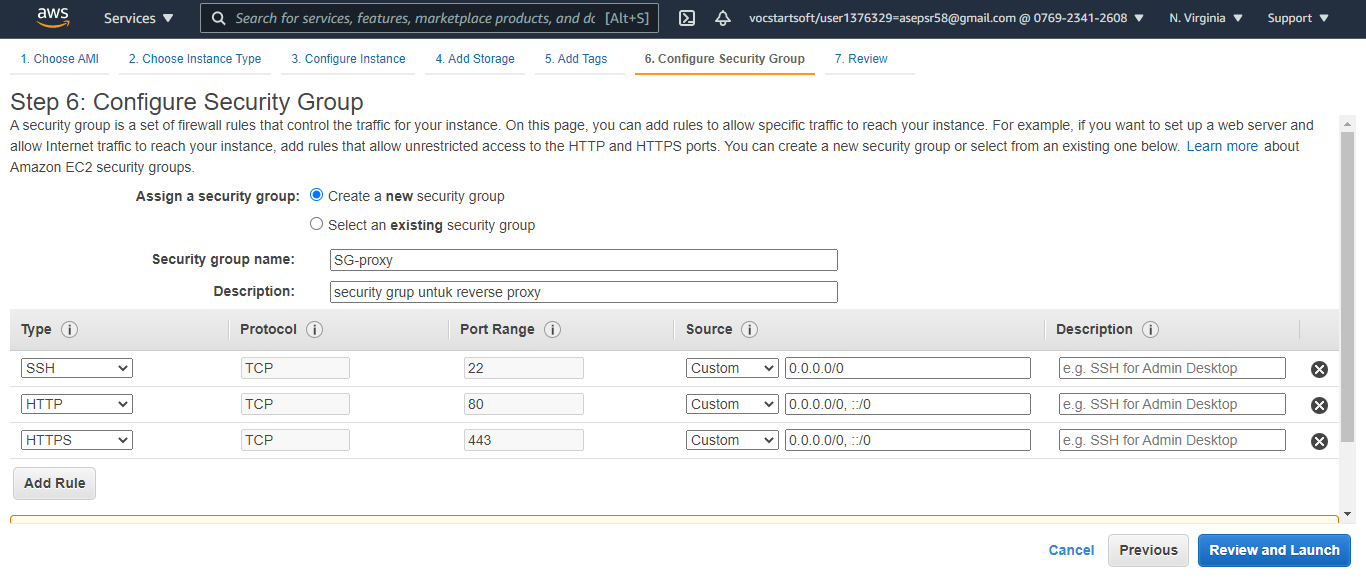 aws Services Search for services, features, marketplace products, and dc [Alt+S] vocstartsoft/user1376329=asepsr58@gmail.com @ 0769-2341-2608 N. Virginia Support
1. Choose AMI 2. Choose Instance Type 3. Configure Instance 4. Add Storage 5. Add Tags 6. Configure Security Group 7. Review
Step 6: Configure Security Group
A security group is a set of firewall rules that control the traffic for your instance. On this page, you can add rules to allow specific traffic to reach your instance. For example, if you want to set up a web server and
allow Internet traffic to reach your instance, add rules that allow unrestricted access to the HTTP and HTTPS ports. You can create a new security group or select from an existing one below. Learn more about
Amazon EC2 security groups.
Assign a security group: Create a new security group
Select an existing security group
Security group name: SG-proxy
Description: security grup untuk reverse proxy
Type i Protocol i Port Range i Source i Description i
SSH TCP 22 Custom 0.0.0.0/0 e.g. SSH for Admin Desktop
HTTP TCP 80 Custom 0.0.0.0/0, ::/0 e.g. SSH for Admin Desktop
HTTPS TCP 443 Custom 0.0.0.0/0, ::/0 e.g. SSH for Admin Desktop
Add Rule
Cancel Previous Review and Launch